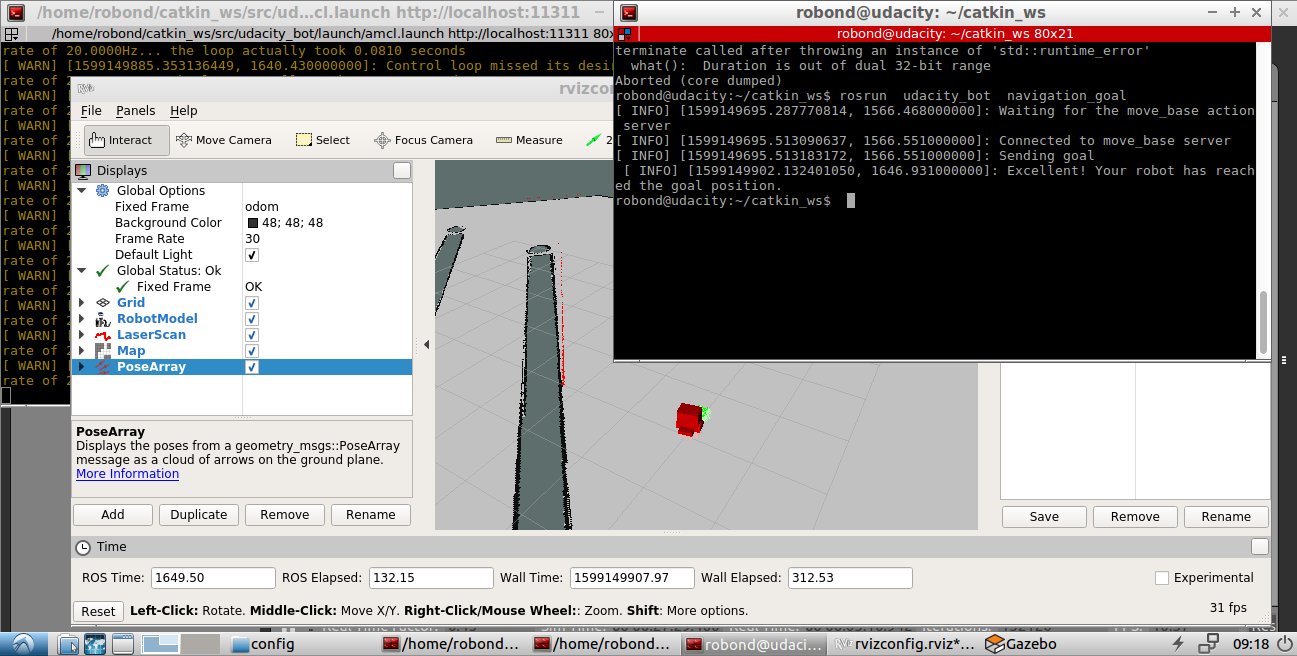 /home/robond/catkin_ws/src/ud...cl.launch http://localhost:11311
/home/robond/catkin_ws/src/udacity_bot/launch/amcl.launch http://localhost:11311 80x
rate of 20.0000Hz... the loop actually took 0.0810 seconds
[ WARN] [1599149885.353136449, 1640.430000000]: Control loop missed its desi
rate of 2
[ WARN] [
rate of 2
[ WARN] [
rate of 2
[ WARN] [
rate of 2
[ WARN] [
rate of 2
[ WARN] [
rate of 2
[ WARN] [
rate of 2
[ WARN] [
rate of 2
[ WARN] [
rate of 2
[ WARN] [
rate of 2
[ WARN] [
rate of 2
robond@udacity: ~/catkin_ws
robond@udacity: ~/catkin_ws 80x21
terminate called after throwing an instance of 'std::runtime_error'
what(): Duration is out of dual 32-bit range
Aborted (core dumped)
robond@udacity:~/catkin_ws$ rosrun udacity_bot navigation_goal
[ INFO] [1599149695.287770814, 1566.468000000]: Waiting for the move_base action
server
[ INFO] [1599149695.513090637, 1566.551000000]: Connected to move_base server
[ INFO] [1599149695.513183172, 1566.551000000]: Sending goal
[ INFO] [1599149902.132401050, 1646.931000000]: Excellent! Your robot has reach
ed the goal position.
robond@udacity:~/catkin_ws$
RViz
rvizcon
File Panels Help
Interact Move Camera Select Focus Camera Measure 2
Displays
Global Options
Fixed Frame odom
Background Color 48; 48; 48
Frame Rate 30
Default Light
Global Status: Ok
Fixed Frame OK
Grid
RobotModel
LaserScan
Map
PoseArray
PoseArray
Displays the poses from a geometry_msgs::PoseArray
message as a cloud of arrows on the ground plane.
More Information
Add Duplicate Remove Rename
Save Remove Rename
Time
ROS Time: 1649.50 ROS Elapsed: 132.15 Wall Time: 1599149907.97 Wall Elapsed: 312.53 Experimental
Reset Left-Click: Rotate. Middle-Click: Move X/Y. Right-Click/Mouse Wheel:: Zoom. Shift: More options. 31 fps
config /home/robond... /home/robond... robond@udaci... RViz rvizconfig.rviz*... Gazebo 09:18